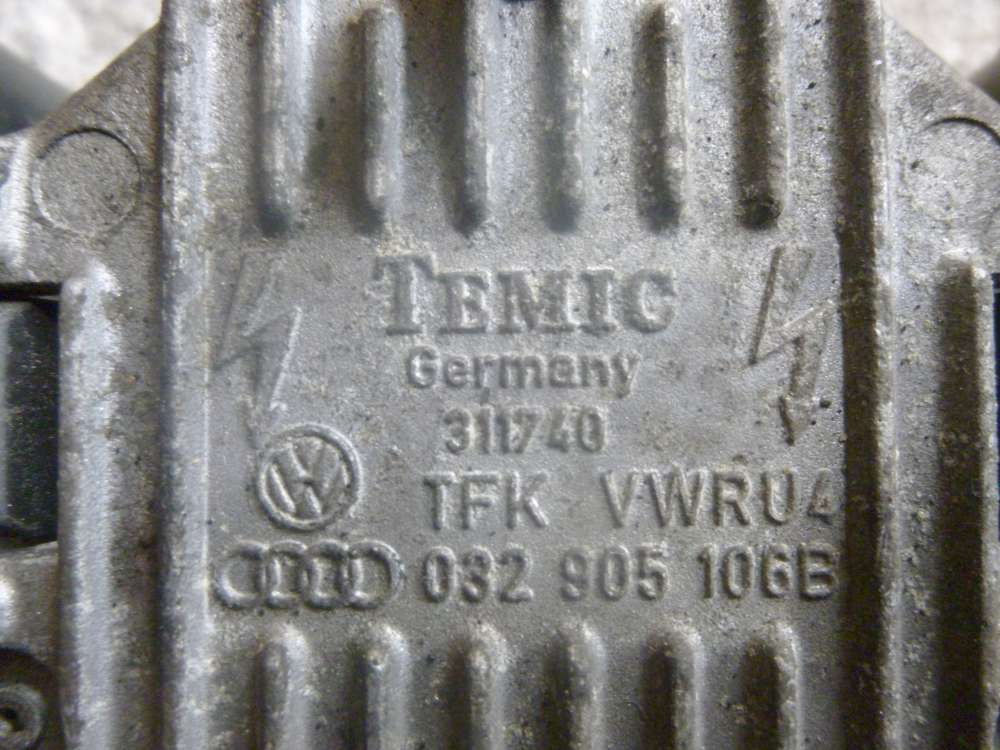 TEMIC
Germany
311740
TFK VWRU4
032 905 106B